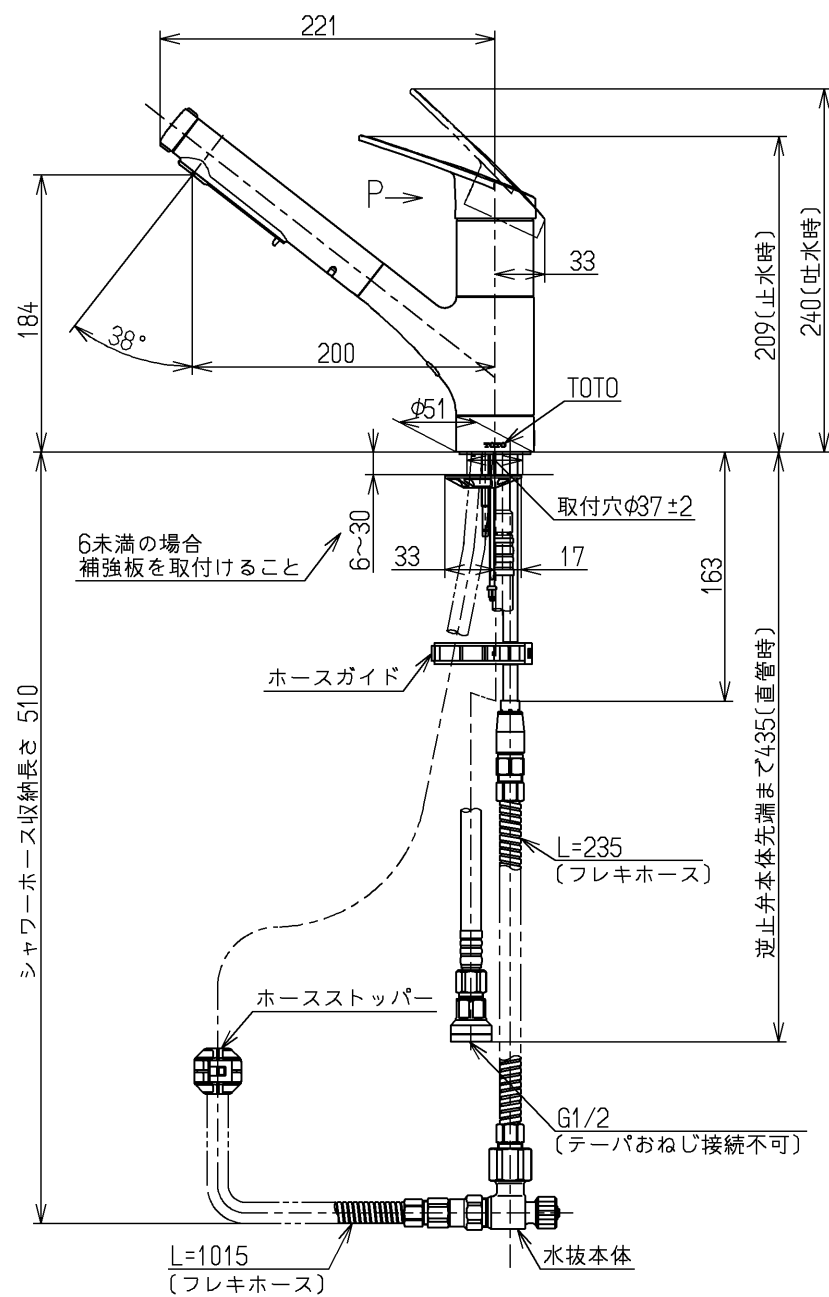 221
P
33
184
38°
200
209(止水時)
240(吐水時)
φ51
TOTO
TOTO
取付穴φ37±2
6未満の場合
補強板を取付けること
6～30
33
17
163
ホースガイド
シャワーホース収納長さ 510
逆止弁本体先端まで435(直管時)
L=235
(フレキホース)
ホースストッパー
G1/2
(テーパおねじ接続不可)
L=1015
(フレキホース)
水抜本体